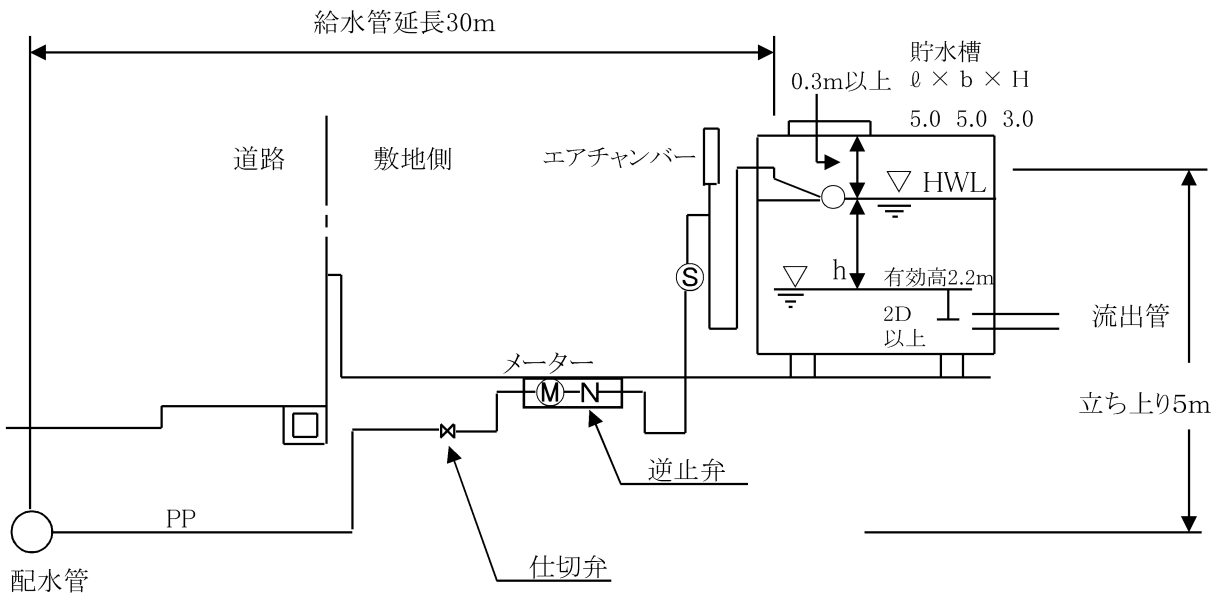 給水管延長30m
貯水槽
0.3m以上
ℓ × b × H
5.0 5.0 3.0
道路
敷地側
エアチャンバー
HWL
S
h
有効高2.2m
2D
以上
流出管
メーター
M
N
立ち上り5m
逆止弁
PP
仕切弁
配水管